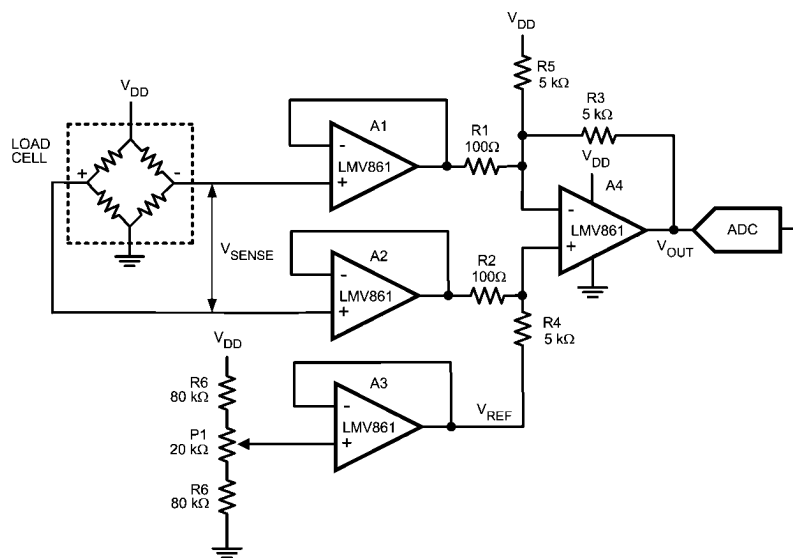 VDD
LOAD
CELL
+
-
VDD
VSENSE
A1
LMV861
-
+
R1
100Ω
VDD
R5
5 kΩ
R3
5 kΩ
VDD
A4
-
LMV861
+
VOUT
ADC
A2
-
LMV861
+
R2
100Ω
R4
5 kΩ
VDD
R6
80 kΩ
P1
20 kΩ
R6
80 kΩ
A3
-
LMV861
+
VREF